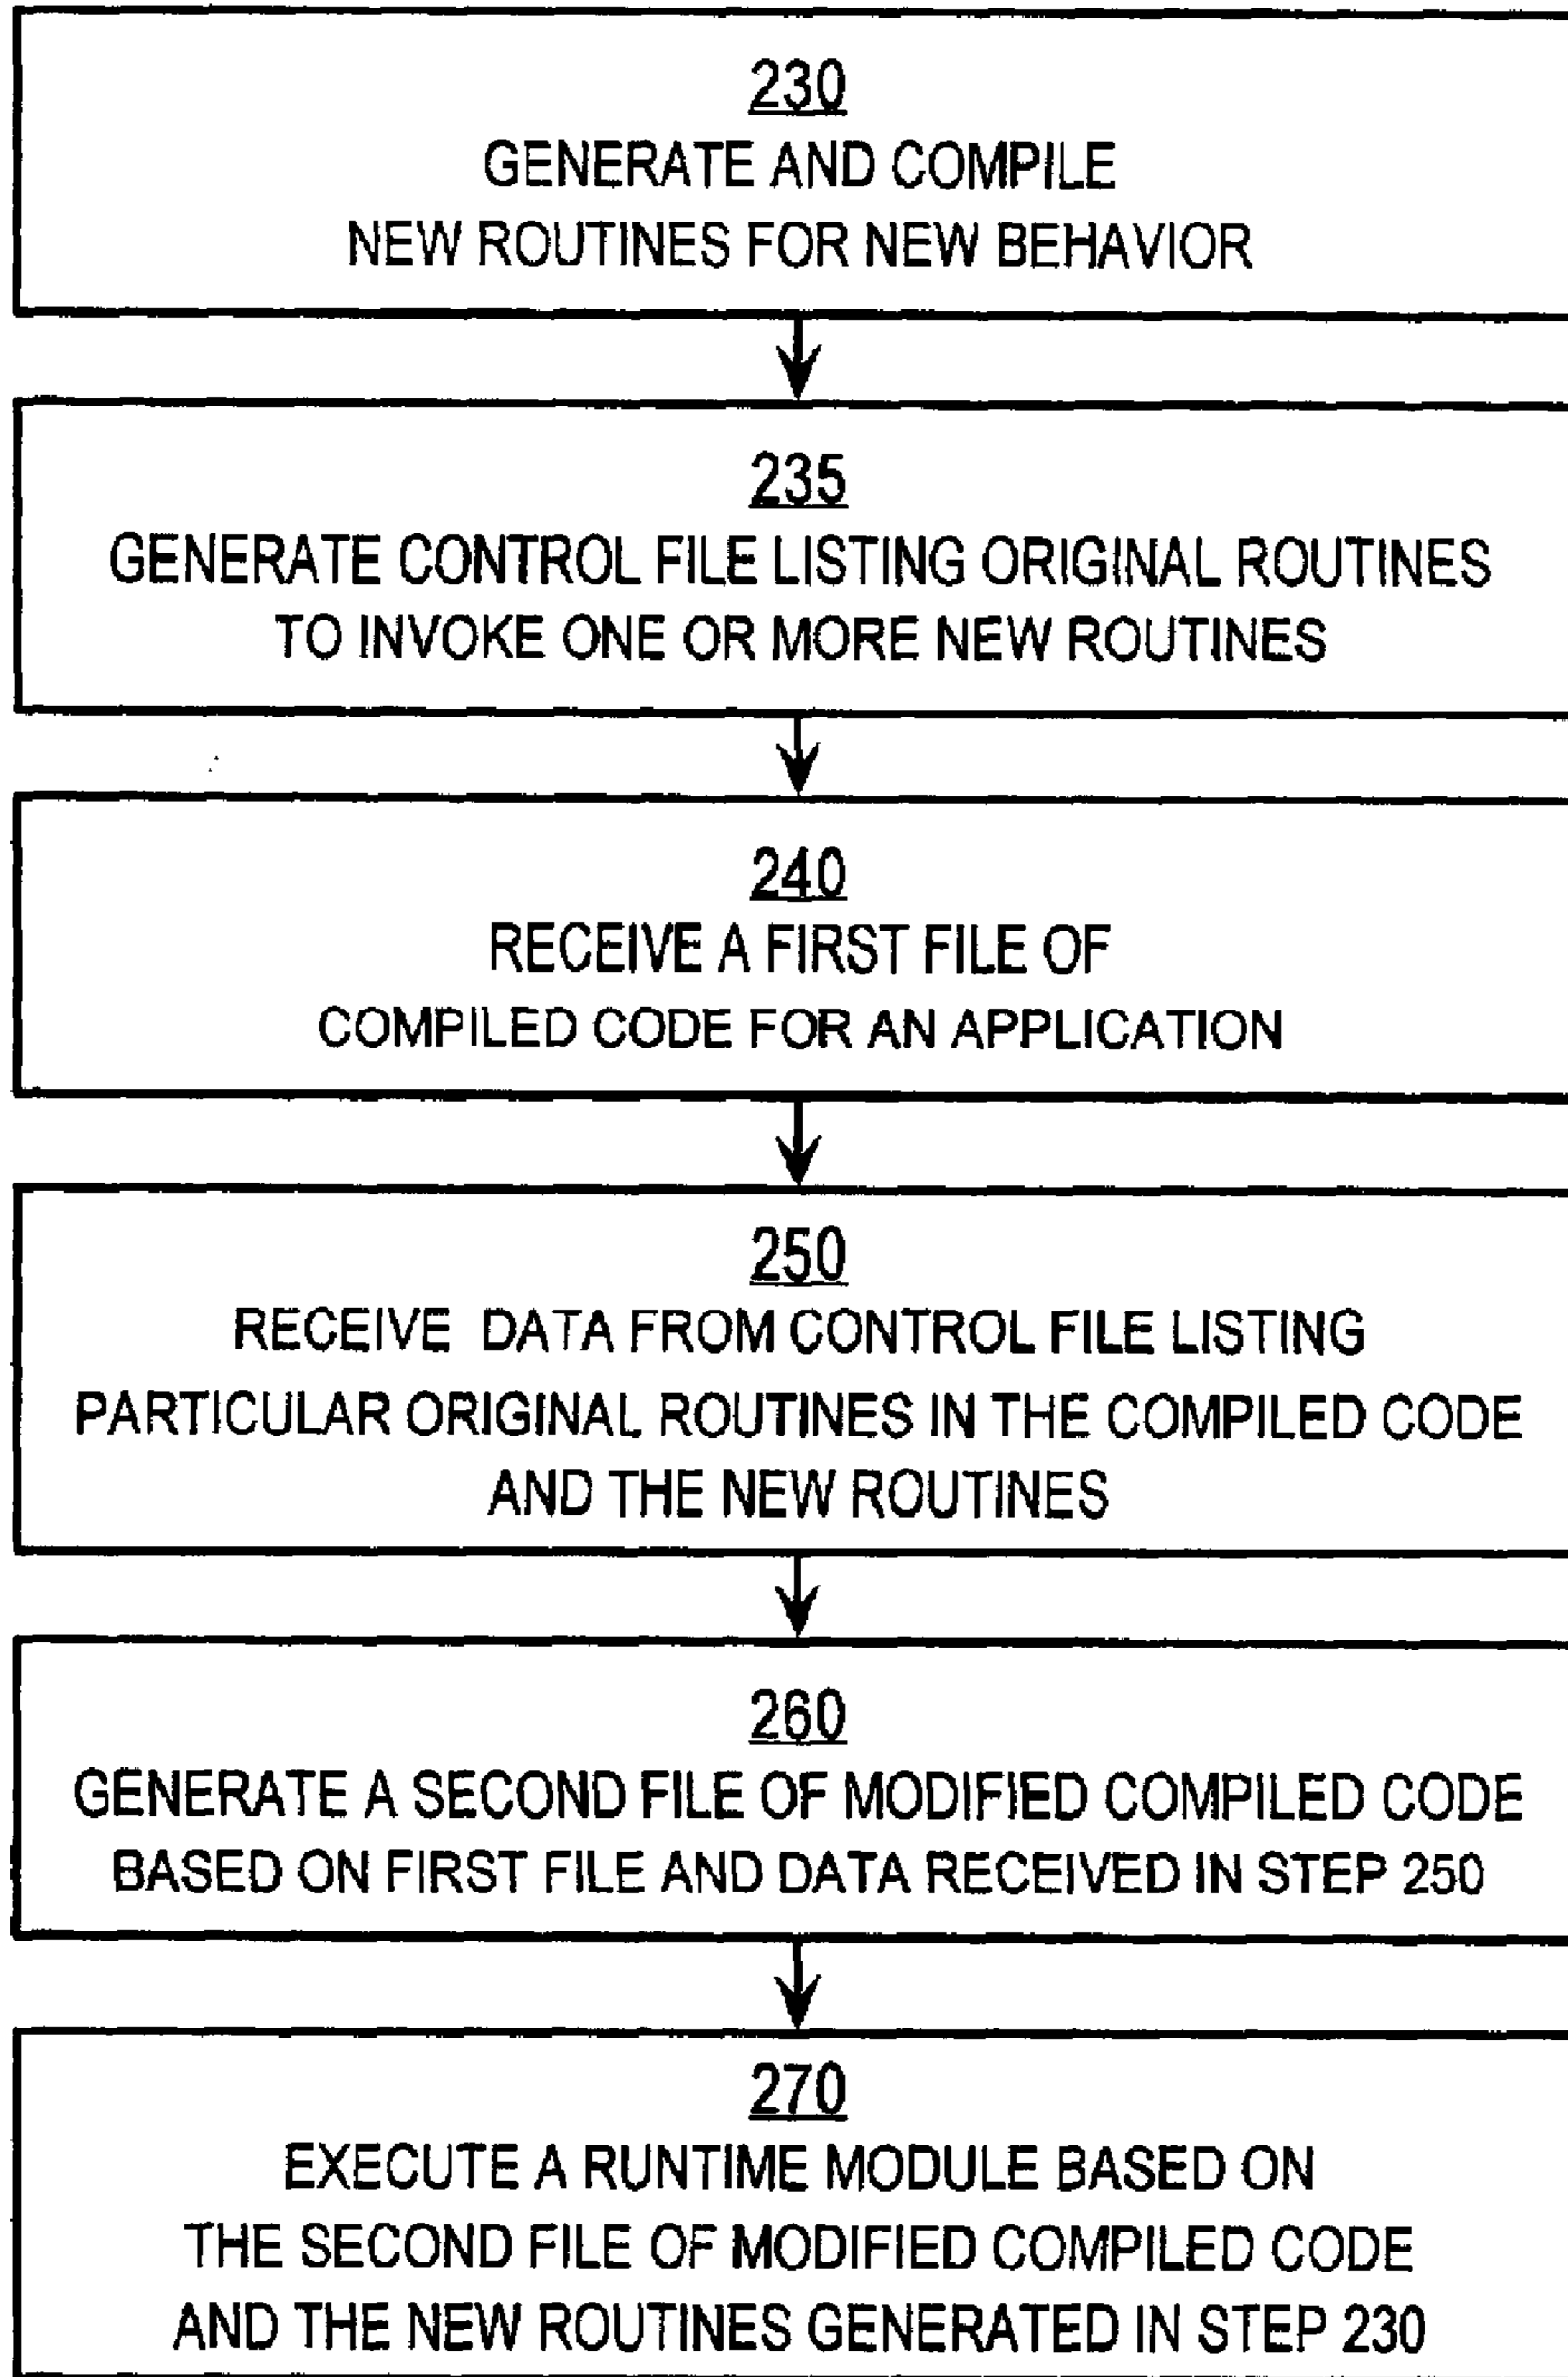 230
GENERATE AND COMPILE
NEW ROUTINES FOR NEW BEHAVIOR
235
GENERATE CONTROL FILE LISTING ORIGINAL ROUTINES
TO INVOKE ONE OR MORE NEW ROUTINES
240
RECEIVE A FIRST FILE OF
COMPILED CODE FOR AN APPLICATION
250
RECEIVE DATA FROM CONTROL FILE LISTING
PARTICULAR ORIGINAL ROUTINES IN THE COMPILED CODE
AND THE NEW ROUTINES
260
GENERATE A SECOND FILE OF MODIFIED COMPILED CODE
BASED ON FIRST FILE AND DATA RECEIVED IN STEP 250
270
EXECUTE A RUNTIME MODULE BASED ON
THE SECOND FILE OF MODIFIED COMPILED CODE
AND THE NEW ROUTINES GENERATED IN STEP 230